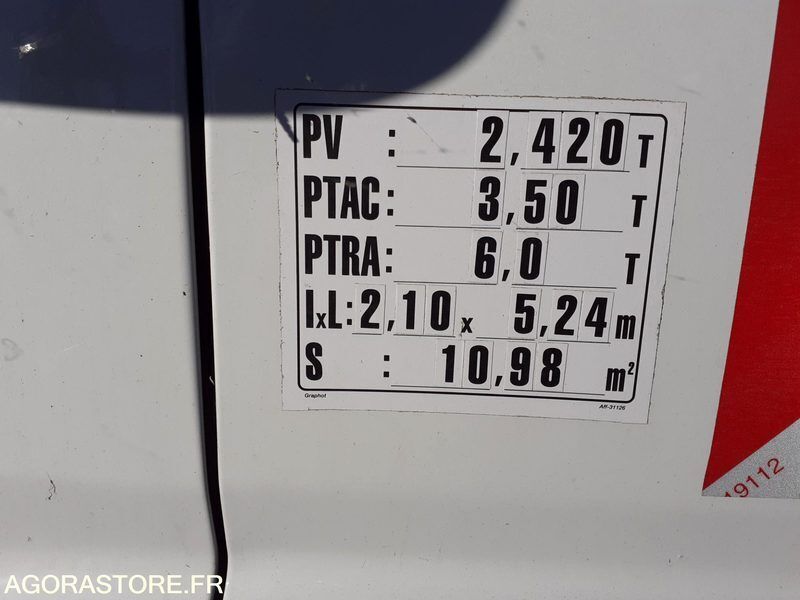 PV : 2,420 T
PTAC: 3,50 T
PTRA: 6,0 T
lxL: 2,10 x 5,24 m
S : 10,98 m²
Graphot Aff-31126
19112
AGORASTORE.FR